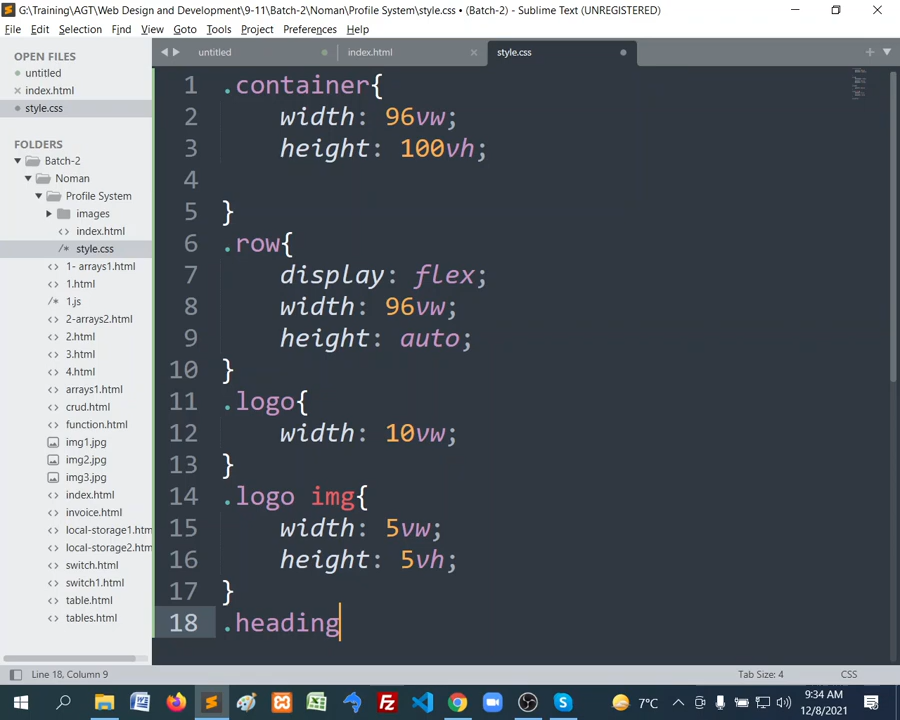 G:\Training\AGT\Web Design and Development\9-11\Batch-2\Noman\Profile System\style.css • (Batch-2) - Sublime Text (UNREGISTERED)
File Edit Selection Find View Goto Tools Project Preferences Help
OPEN FILES
untitled
index.html
style.css
FOLDERS
Batch-2
Noman
Profile System
images
index.html
style.css
1- arrays1.html
1.html
1.js
2-arrays2.html
2.html
3.html
4.html
arrays1.html
crud.html
function.html
img1.jpg
img2.jpg
img3.jpg
index.html
invoice.html
local-storage1.htm
local-storage2.htm
switch.html
switch1.html
table.html
tables.html
untitled index.html style.css
1 .container{
2 width: 96vw;
3 height: 100vh;
4
5 }
6 .row{
7 display: flex;
8 width: 96vw;
9 height: auto;
10 }
11 .logo{
12 width: 10vw;
13 }
14 .logo img{
15 width: 5vw;
16 height: 5vh;
17 }
18 .heading
Line 18, Column 9 Tab Size: 4 CSS
7°C 9:34 AM
12/8/2021